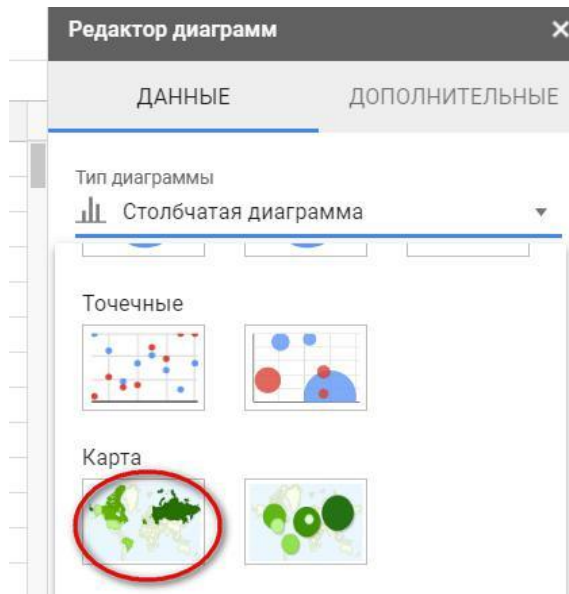 Редактор диаграмм ×
ДАННЫЕ ДОПОЛНИТЕЛЬНЫЕ
Тип диаграммы
Столбчатая диаграмма
Точечные
Карта